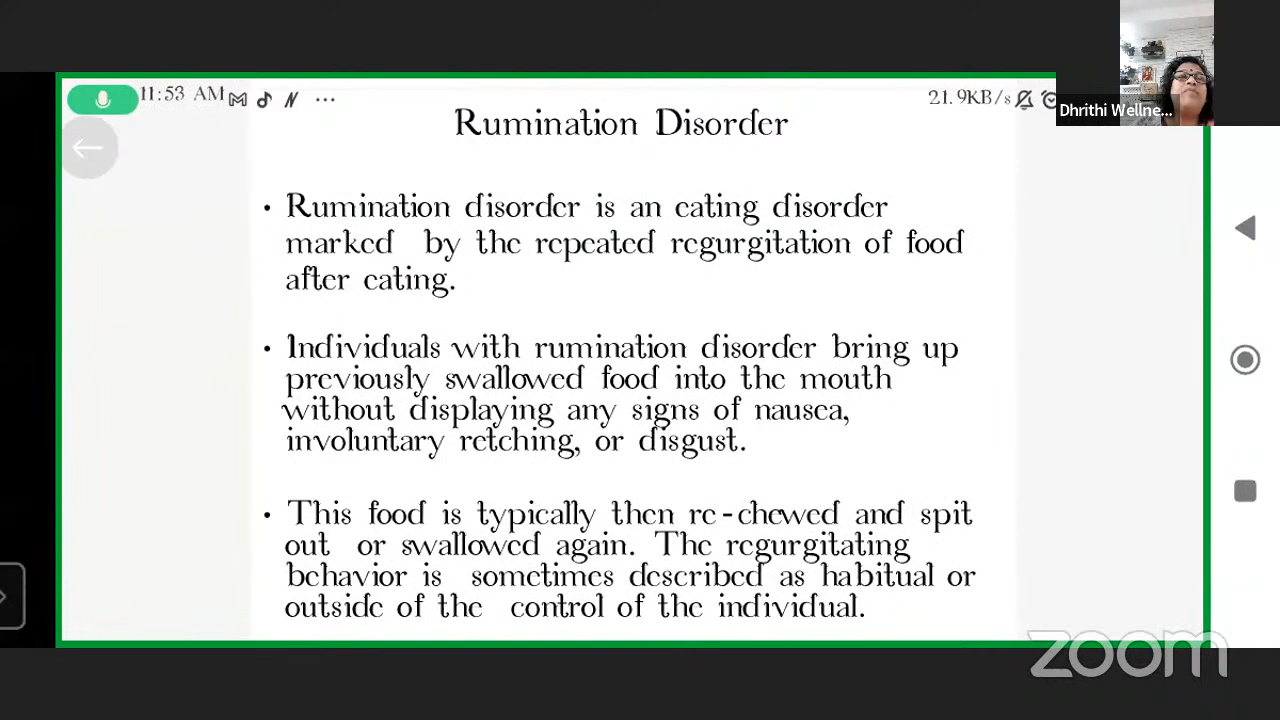 11:53 AM
21.9KB/s
Dhrithi Wellne...
Rumination Disorder
• Rumination disorder is an eating disorder
marked by the repeated regurgitation of food
after eating.
• Individuals with rumination disorder bring up
previously swallowed food into the mouth
without displaying any signs of nausea,
involuntary retching, or disgust.
• This food is typically then re-chewed and spit
out or swallowed again. The regurgitating
behavior is sometimes described as habitual or
outside of the control of the individual.
zoom